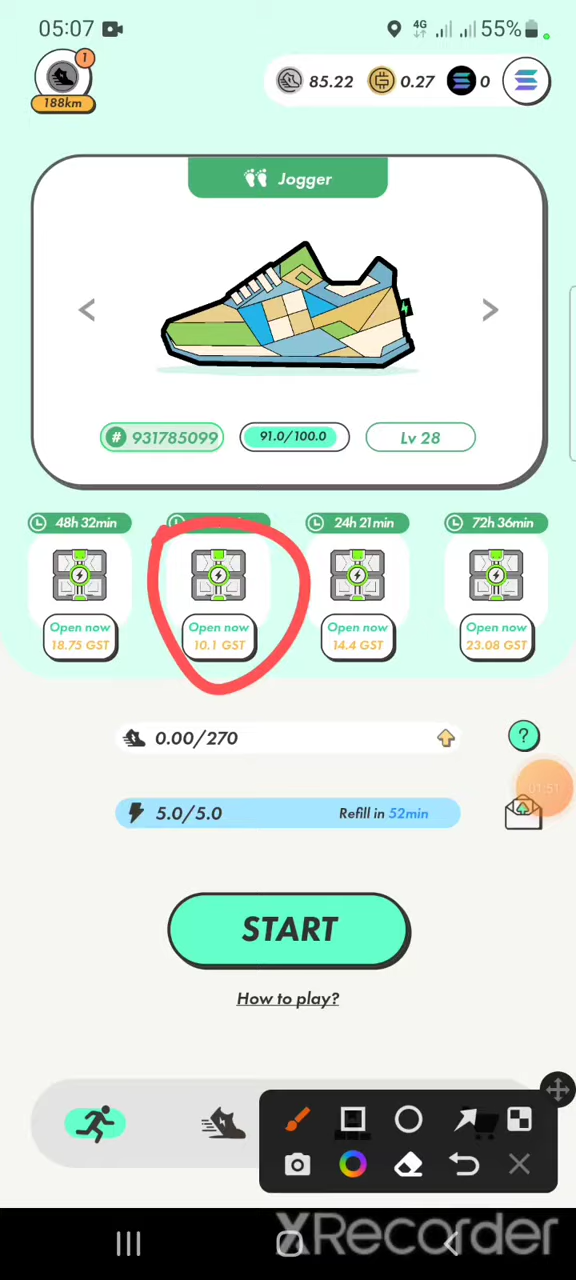 05:07
4G
55%
1
188km
85.22
0.27
0
Jogger
# 931785099
91.0/100.0
Lv 28
48h 32min
24h 21min
72h 36min
Open now
18.75 GST
Open now
10.1 GST
Open now
14.4 GST
Open now
23.08 GST
0.00/270
?
01:51
5.0/5.0
Refill in 52min
START
How to play?
XRecorder